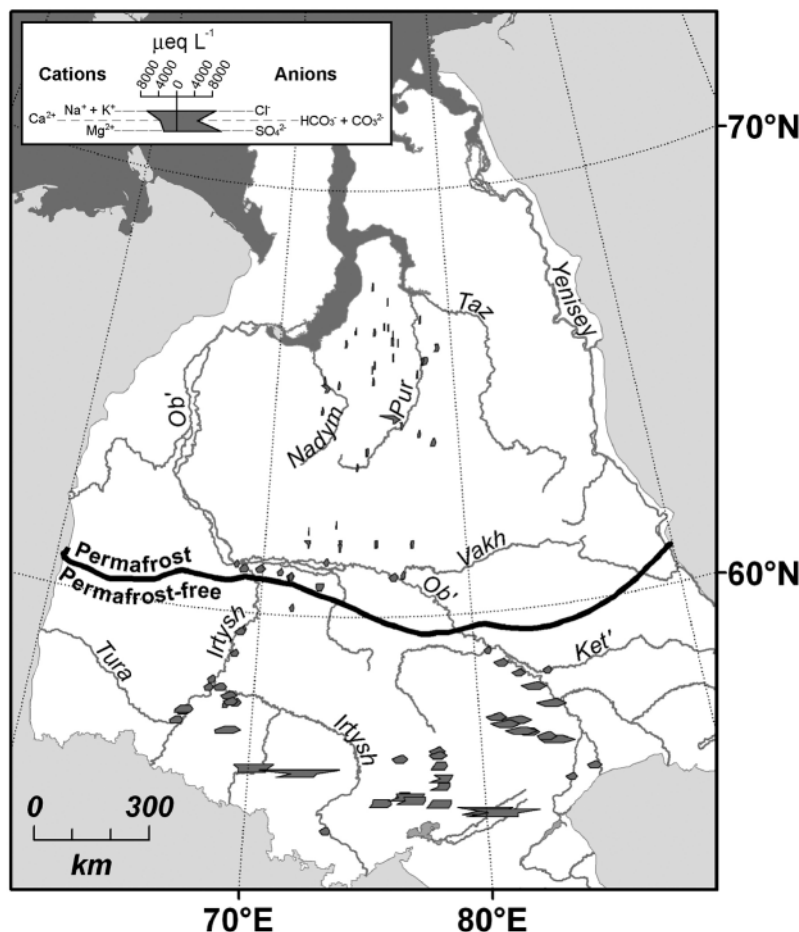 μeq L⁻¹
Cations
Anions
8000
4000
0
4000
8000
Na⁺ + K⁺
Cl⁻
Ca²⁺
HCO₃⁻ + CO₃²⁻
Mg²⁺
SO₄²⁻
70°N
Yenisey
Taz
Ob'
Pur
Nadym
Permafrost
Vakh
60°N
Permafrost-free
Ob'
Irtysh
Ket'
Tura
Irtysh
0
300
km
70°E
80°E